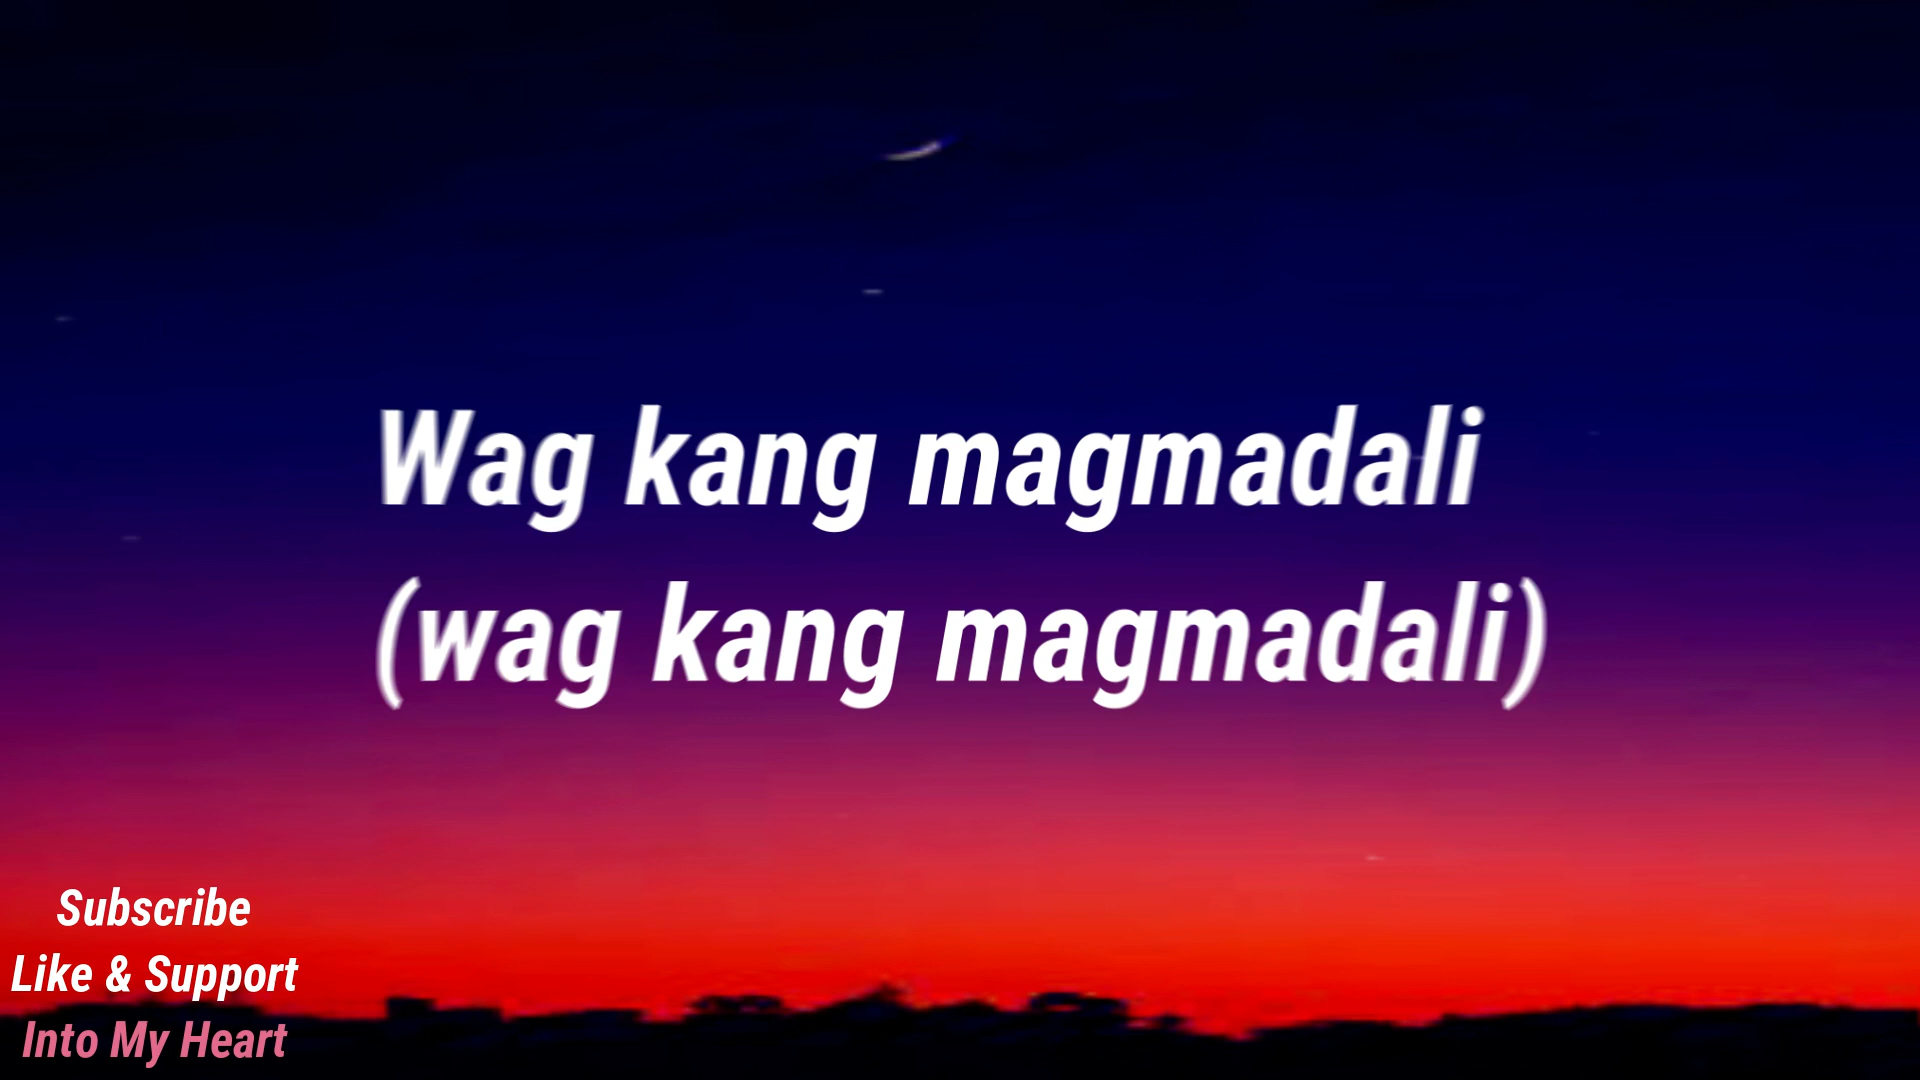 Wag kang magmadali
(wag kang magmadali)
Subscribe
Like & Support
Into My Heart